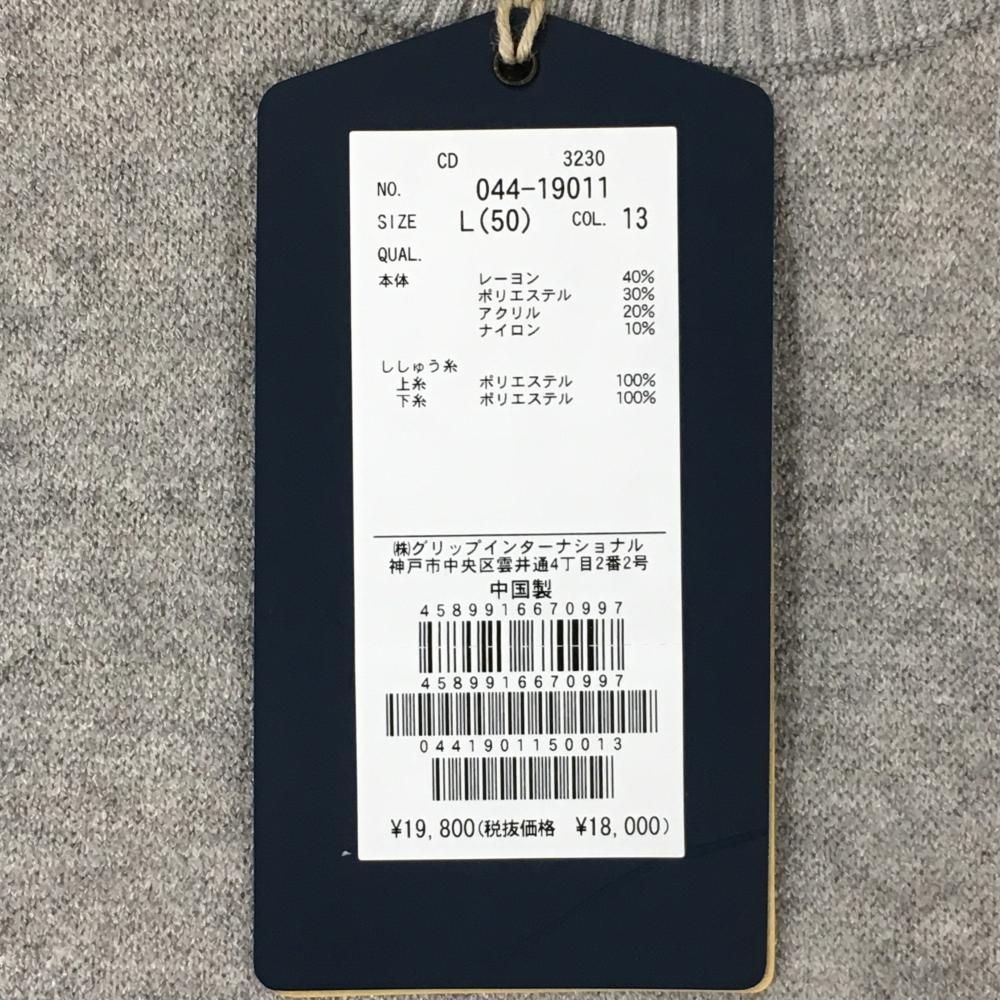 CD 3230
NO. 044-19011
SIZE L(50) COL. 13
QUAL.
本体 レーヨン 40%
ポリエステル 30%
アクリル 20%
ナイロン 10%
ししゅう糸
上糸 ポリエステル 100%
下糸 ポリエステル 100%
㈱グリップインターナショナル
神戸市中央区雲井通4丁目2番2号
中国製
4589916670997
4589916670997
0441901150013
¥19,800(税抜価格 ¥18,000)